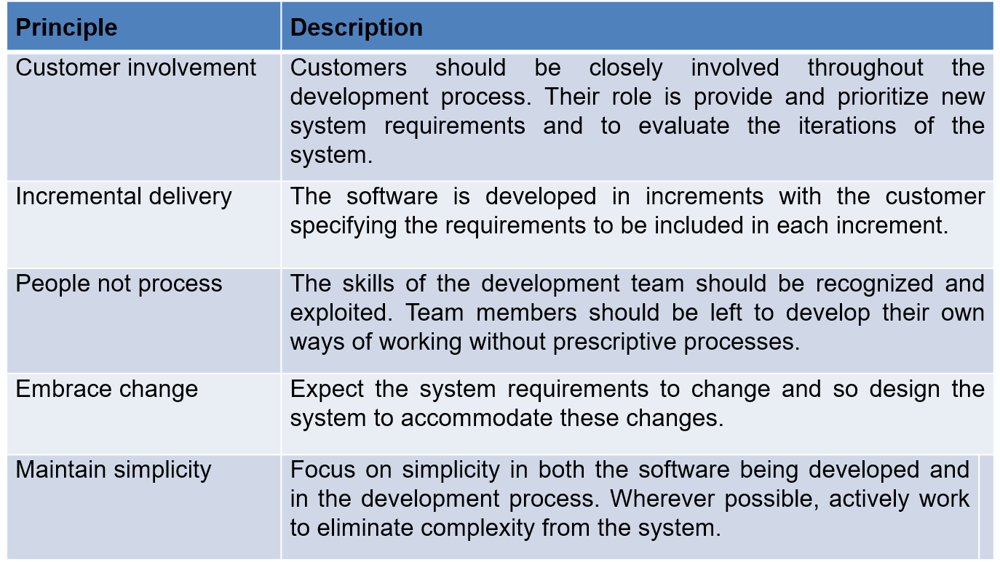 Principle
Description
Customer involvement
Customers should be closely involved throughout the
development process. Their role is provide and prioritize new
system requirements and to evaluate the iterations of the
system.
Incremental delivery
The software is developed in increments with the customer
specifying the requirements to be included in each increment.
People not process
The skills of the development team should be recognized and
exploited. Team members should be left to develop their own
ways of working without prescriptive processes.
Embrace change
Expect the system requirements to change and so design the
system to accommodate these changes.
Maintain simplicity
Focus on simplicity in both the software being developed and
in the development process. Wherever possible, actively work
to eliminate complexity from the system.